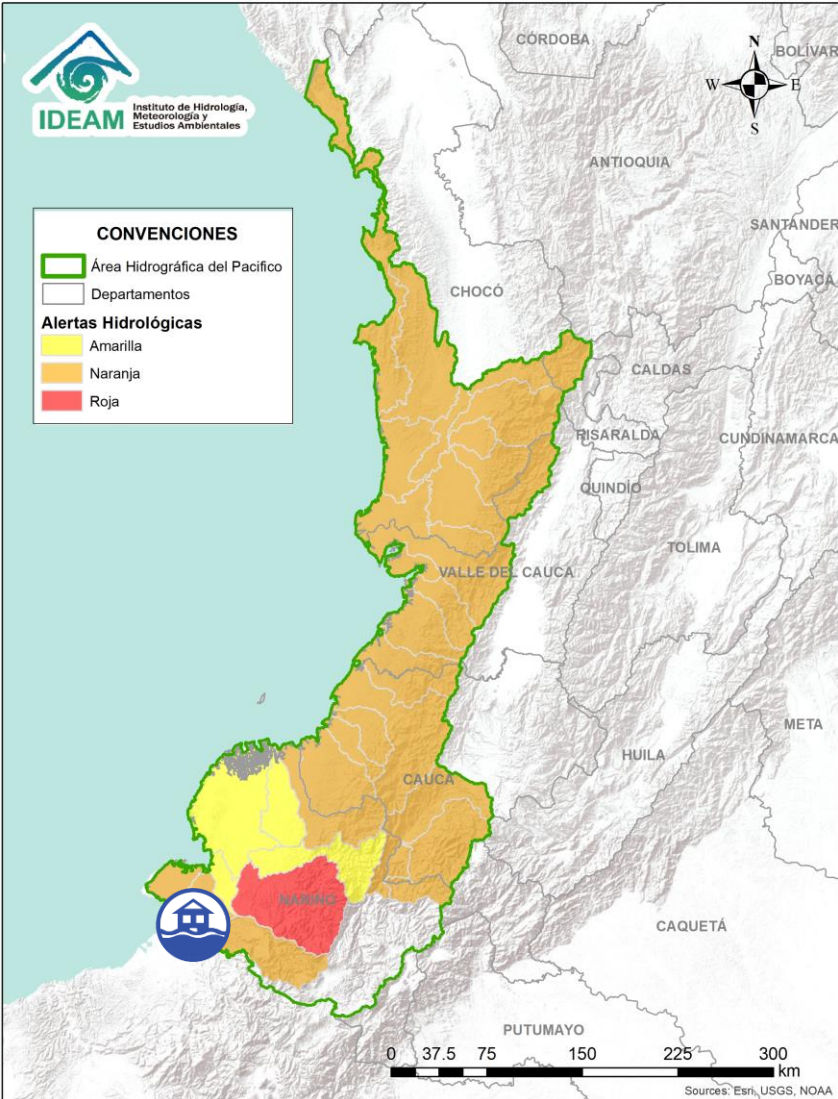 IDEAM
Instituto de Hidrología,
Meteorología y
Estudios Ambientales
N
W E
S
CONVENCIONES
Área Hidrográfica del Pacifico
Departamentos
Alertas Hidrológicas
Amarilla
Naranja
Roja
CÓRDOBA
BOLÍVAR
ANTIOQUIA
SANTANDER
BOYACÁ
CHOCÓ
CALDAS
RISARALDA
CUNDINAMARCA
QUINDÍO
TOLIMA
VALLE DEL CAUCA
META
HUILA
CAUCA
NARIÑO
CAQUETÁ
PUTUMAYO
0 37.5 75 150 225 300
km
Sources: Esri, USGS, NOAA